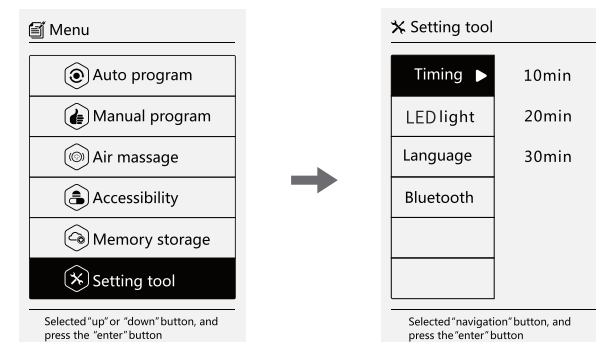 Menu
Auto program
Manual program
Air massage
Accessibility
Memory storage
Setting tool
Selected "up" or "down" button, and
press the "enter" button
Setting tool
Timing
10min
LED light
20min
Language
30min
Bluetooth
Selected "navigation" button, and
press the "enter" button